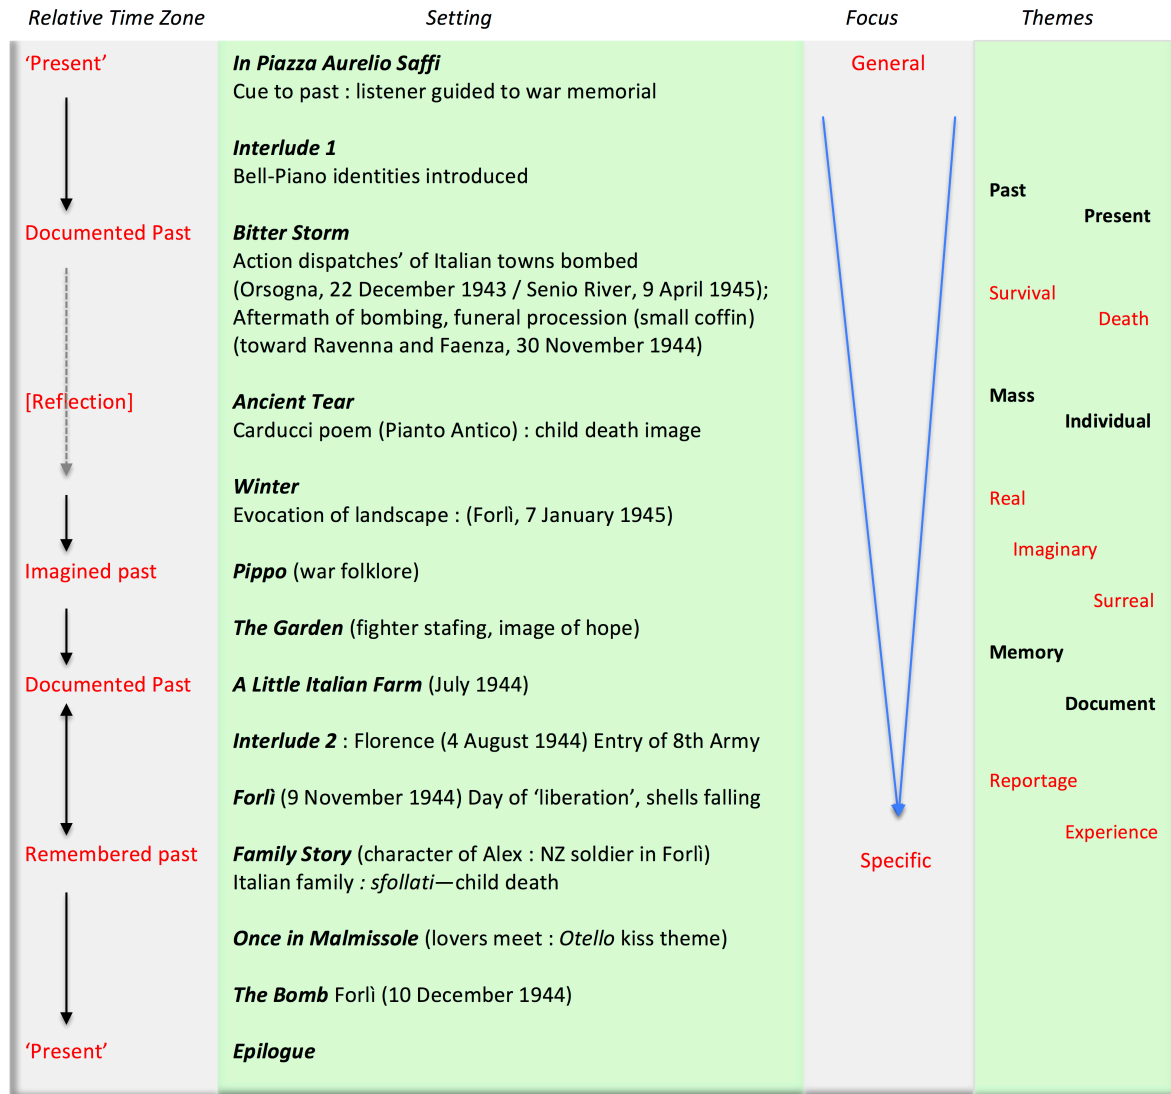 Relative Time Zone Setting Focus Themes
‘Present’ In Piazza Aurelio Saffi General
Cue to past : listener guided to war memorial
Interlude 1
Bell-Piano identities introduced
Past
Present
Documented Past Bitter Storm
Action dispatches’ of Italian towns bombed
(Orsogna, 22 December 1943 / Senio River, 9 April 1945);
Survival
Aftermath of bombing, funeral procession (small coffin)
Death
(toward Ravenna and Faenza, 30 November 1944)
[Reflection] Ancient Tear
Mass
Carducci poem (Pianto Antico) : child death image
Individual
Winter
Real
Evocation of landscape : (Forlì, 7 January 1945)
Imaginary
Imagined past Pippo (war folklore)
Surreal
The Garden (fighter stafing, image of hope)
Memory
Documented Past A Little Italian Farm (July 1944)
Document
Interlude 2 : Florence (4 August 1944) Entry of 8th Army
Reportage
Forlì (9 November 1944) Day of ‘liberation’, shells falling
Experience
Remembered past Family Story (character of Alex : NZ soldier in Forlì)
Specific
Italian family : sfollati—child death
Once in Malmissole (lovers meet : Otello kiss theme)
The Bomb Forlì (10 December 1944)
‘Present’ Epilogue